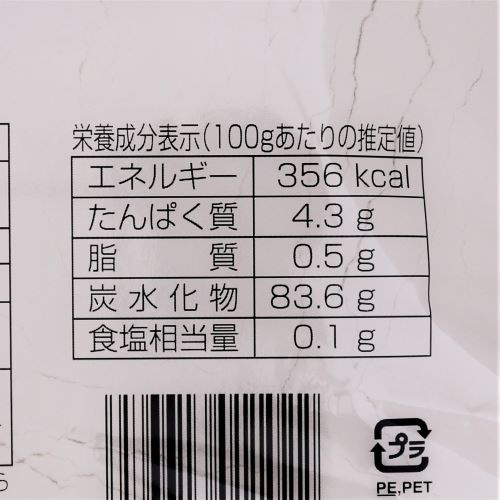 栄養成分表示(100gあたりの推定値)
エネルギー 356 kcal
たんぱく質 4.3 g
脂質 0.5 g
炭水化物 83.6 g
食塩相当量 0.1 g
プラ
PE,PET
ら